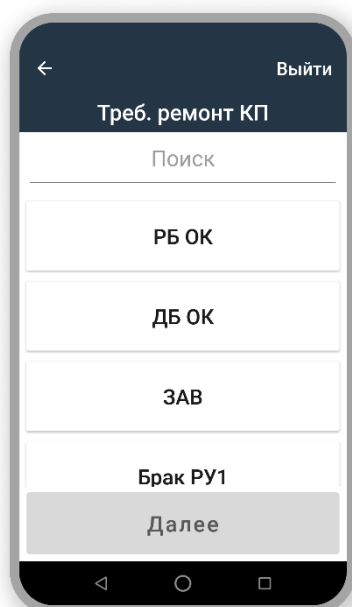 Выйти
Треб. ремонт КП
Поиск
РБ ОК
ДБ ОК
ЗАВ
Брак РУ1
Далее